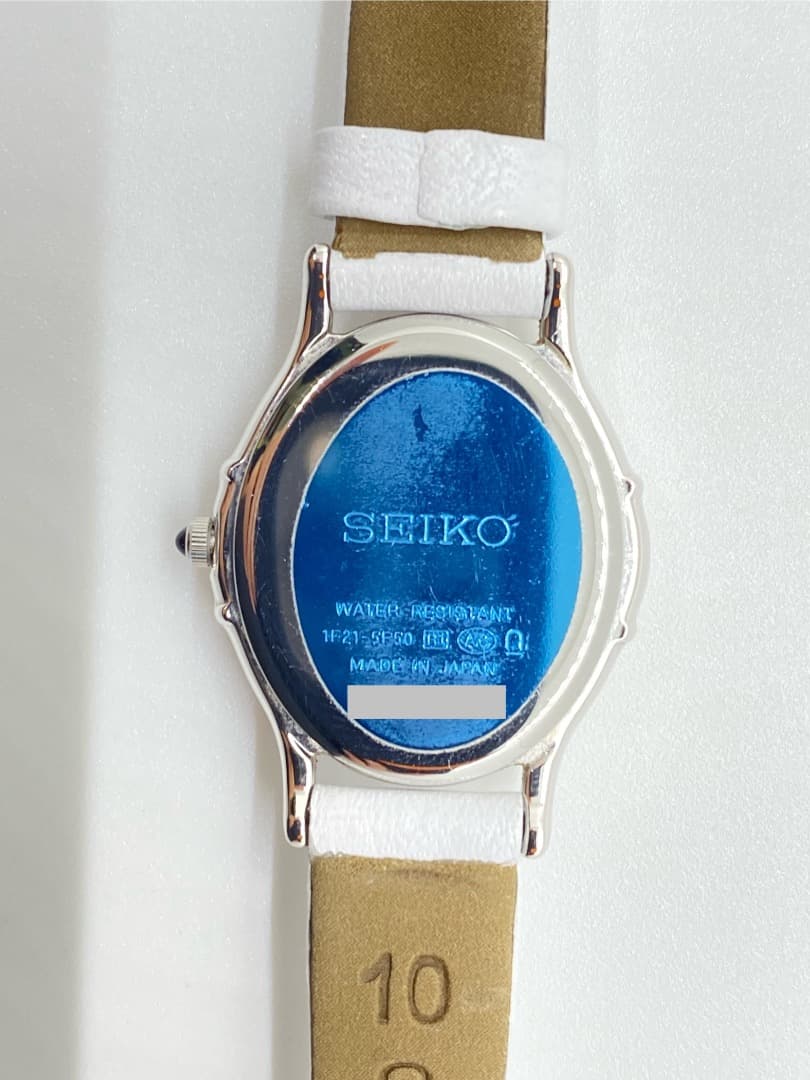 SEIKO
WATER RESISTANT
1F21-5F50
MADE IN JAPAN
10